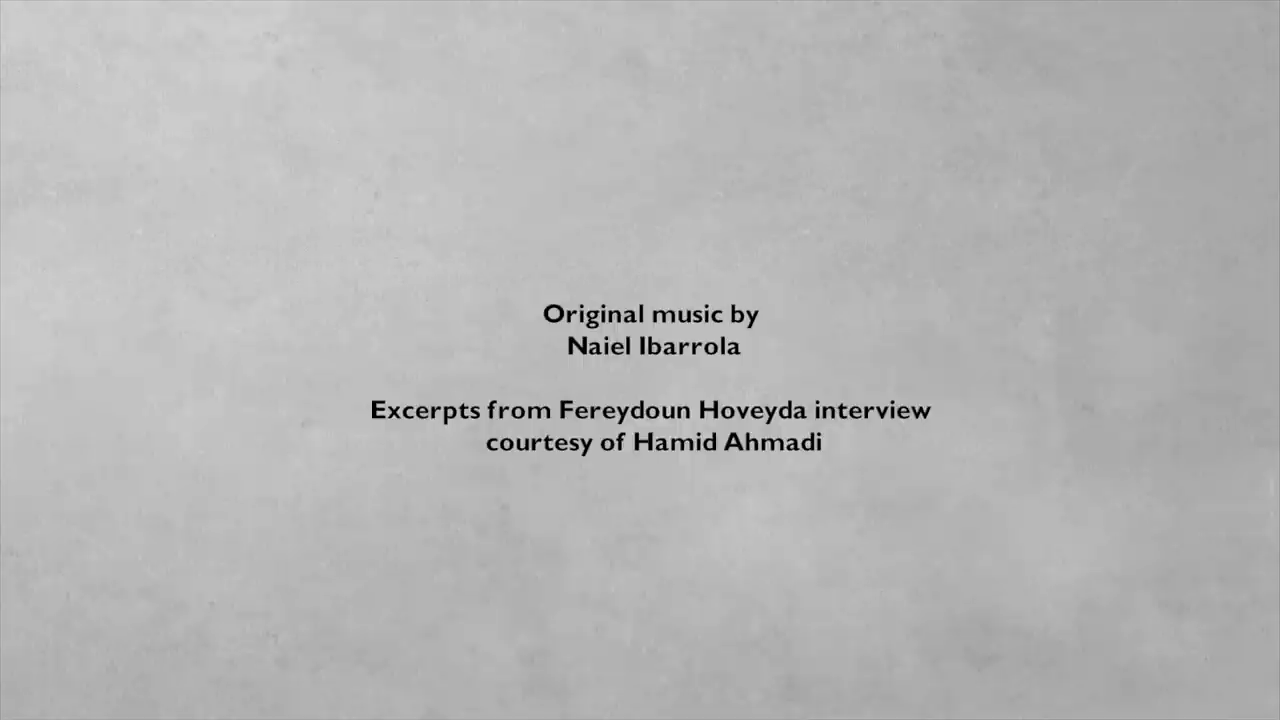 Original music by
Naiel Ibarrola
Excerpts from Fereydoun Hoveyda interview
courtesy of Hamid Ahmadi